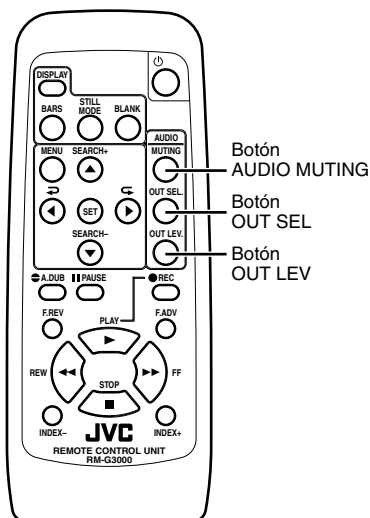 DISPLAY
BARS
STILL
MODE
BLANK
AUDIO
MENU
SEARCH+
MUTING
Botón
AUDIO MUTING
SET
OUT SEL.
Botón
OUT SEL
SEARCH–
OUT LEV.
Botón
OUT LEV
A.DUB
PAUSE
REC
F.REV
PLAY
F.ADV
REW
FF
STOP
INDEX–
JVC
INDEX+
REMOTE CONTROL UNIT
RM-G3000